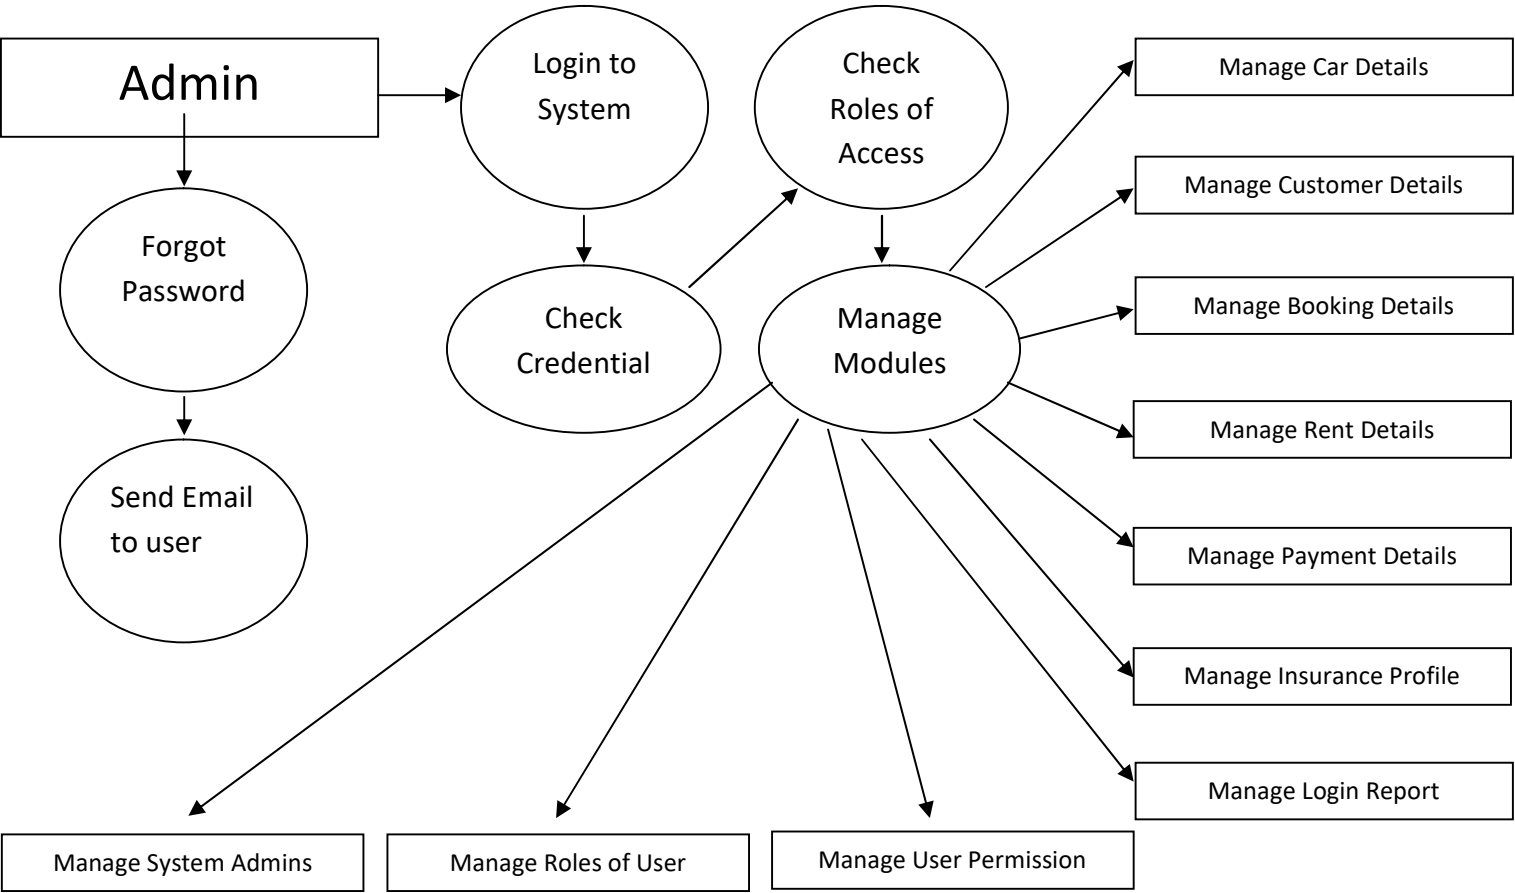 Admin
Login to
System
Check
Roles of
Access
Manage Car Details
Manage Customer Details
Forgot
Password
Check
Credential
Manage
Modules
Manage Booking Details
Manage Rent Details
Send Email
to user
Manage Payment Details
Manage Insurance Profile
Manage Login Report
Manage System Admins
Manage Roles of User
Manage User Permission